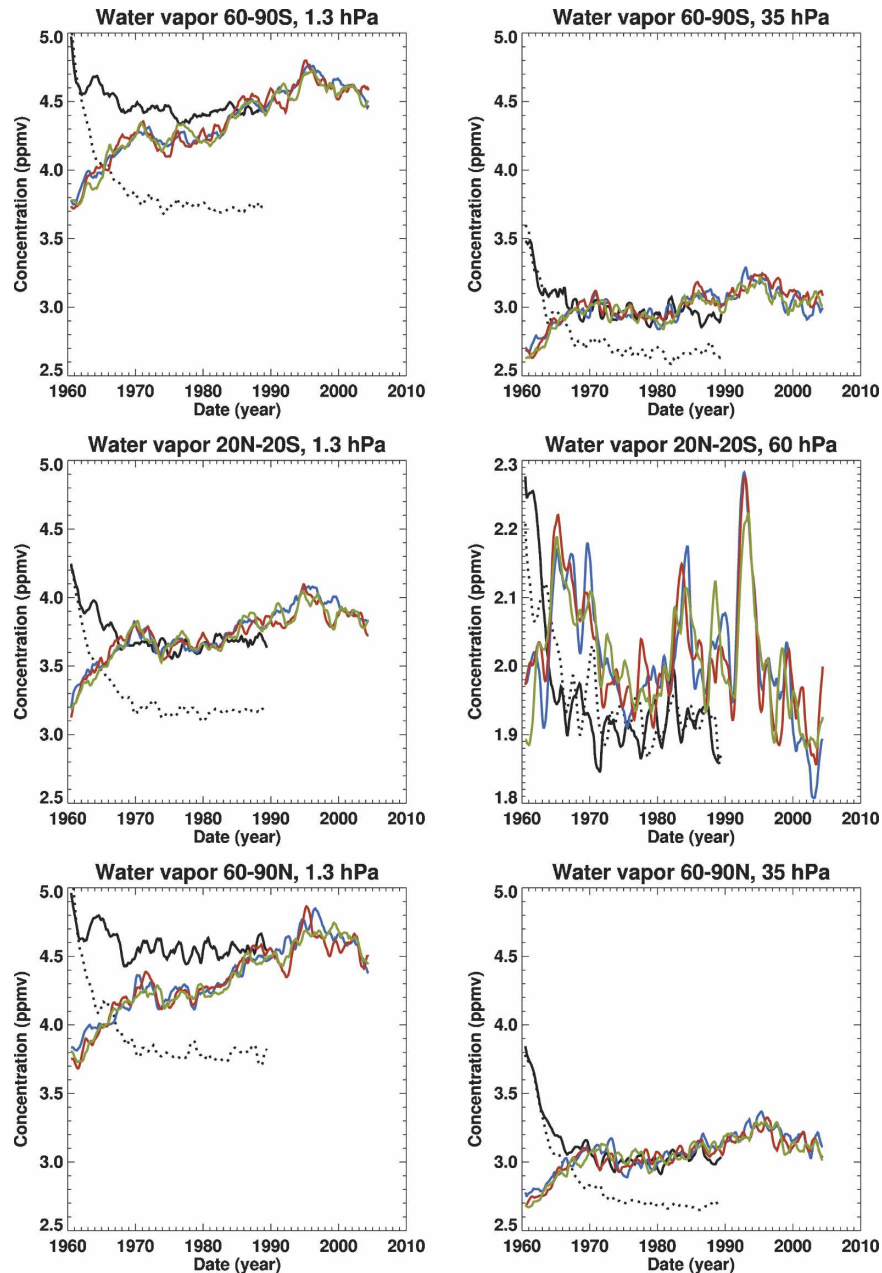 Water vapor 60-90S, 1.3 hPa
Concentration (ppmv)
5.0
4.5
4.0
3.5
3.0
2.5
1960 1970 1980 1990 2000 2010
Date (year)
Water vapor 60-90S, 35 hPa
Concentration (ppmv)
5.0
4.5
4.0
3.5
3.0
2.5
1960 1970 1980 1990 2000 2010
Date (year)
Water vapor 20N-20S, 1.3 hPa
Concentration (ppmv)
5.0
4.5
4.0
3.5
3.0
2.5
1960 1970 1980 1990 2000 2010
Date (year)
Water vapor 20N-20S, 60 hPa
Concentration (ppmv)
2.3
2.2
2.1
2.0
1.9
1.8
1960 1970 1980 1990 2000 2010
Date (year)
Water vapor 60-90N, 1.3 hPa
Concentration (ppmv)
5.0
4.5
4.0
3.5
3.0
2.5
1960 1970 1980 1990 2000 2010
Date (year)
Water vapor 60-90N, 35 hPa
Concentration (ppmv)
5.0
4.5
4.0
3.5
3.0
2.5
1960 1970 1980 1990 2000 2010
Date (year)